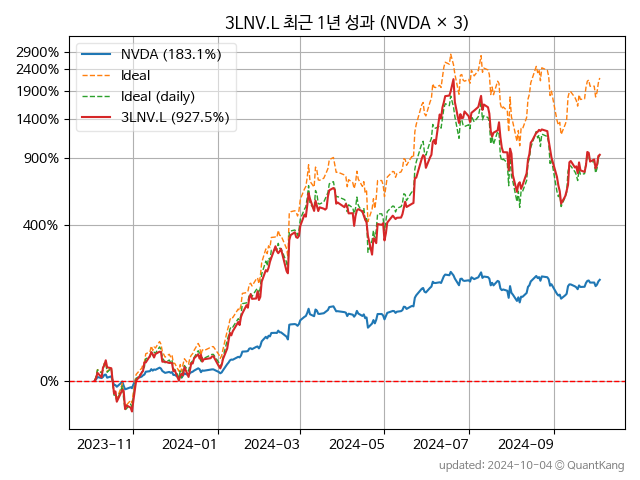 3LNV.L 최근 1년 성과 (NVDA × 3)
2900%
2400%
1900%
1400%
900%
400%
0%
NVDA (183.1%)
Ideal
Ideal (daily)
3LNV.L (927.5%)
2023-11 2024-01 2024-03 2024-05 2024-07 2024-09
updated: 2024-10-04 © QuantKang